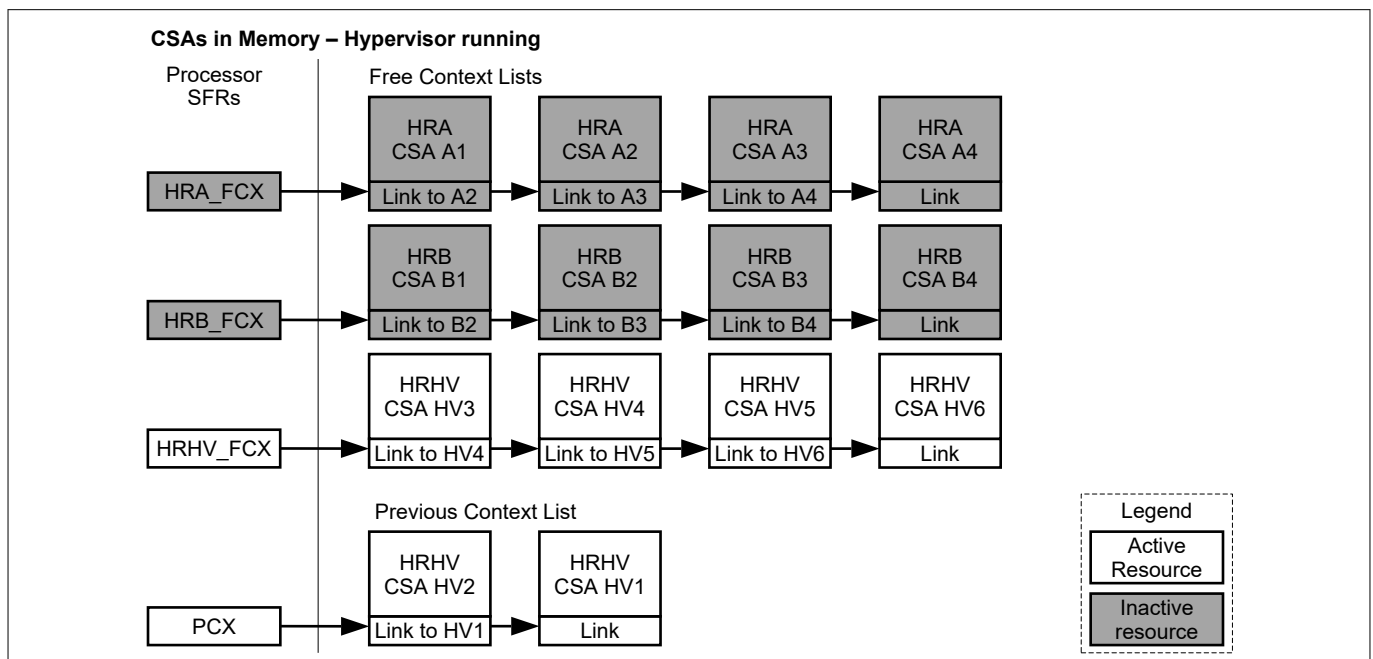 CSAs in Memory – Hypervisor running
Processor
SFRs
Free Context Lists
HRA_FCX
HRA
CSA A1
Link to A2
HRA
CSA A2
Link to A3
HRA
CSA A3
Link to A4
HRA
CSA A4
Link
HRB_FCX
HRB
CSA B1
Link to B2
HRB
CSA B2
Link to B3
HRB
CSA B3
Link to B4
HRB
CSA B4
Link
HRHV_FCX
HRHV
CSA HV3
Link to HV4
HRHV
CSA HV4
Link to HV5
HRHV
CSA HV5
Link to HV6
HRHV
CSA HV6
Link
Previous Context List
PCX
HRHV
CSA HV2
Link to HV1
HRHV
CSA HV1
Link
Legend
Active
Resource
Inactive
resource